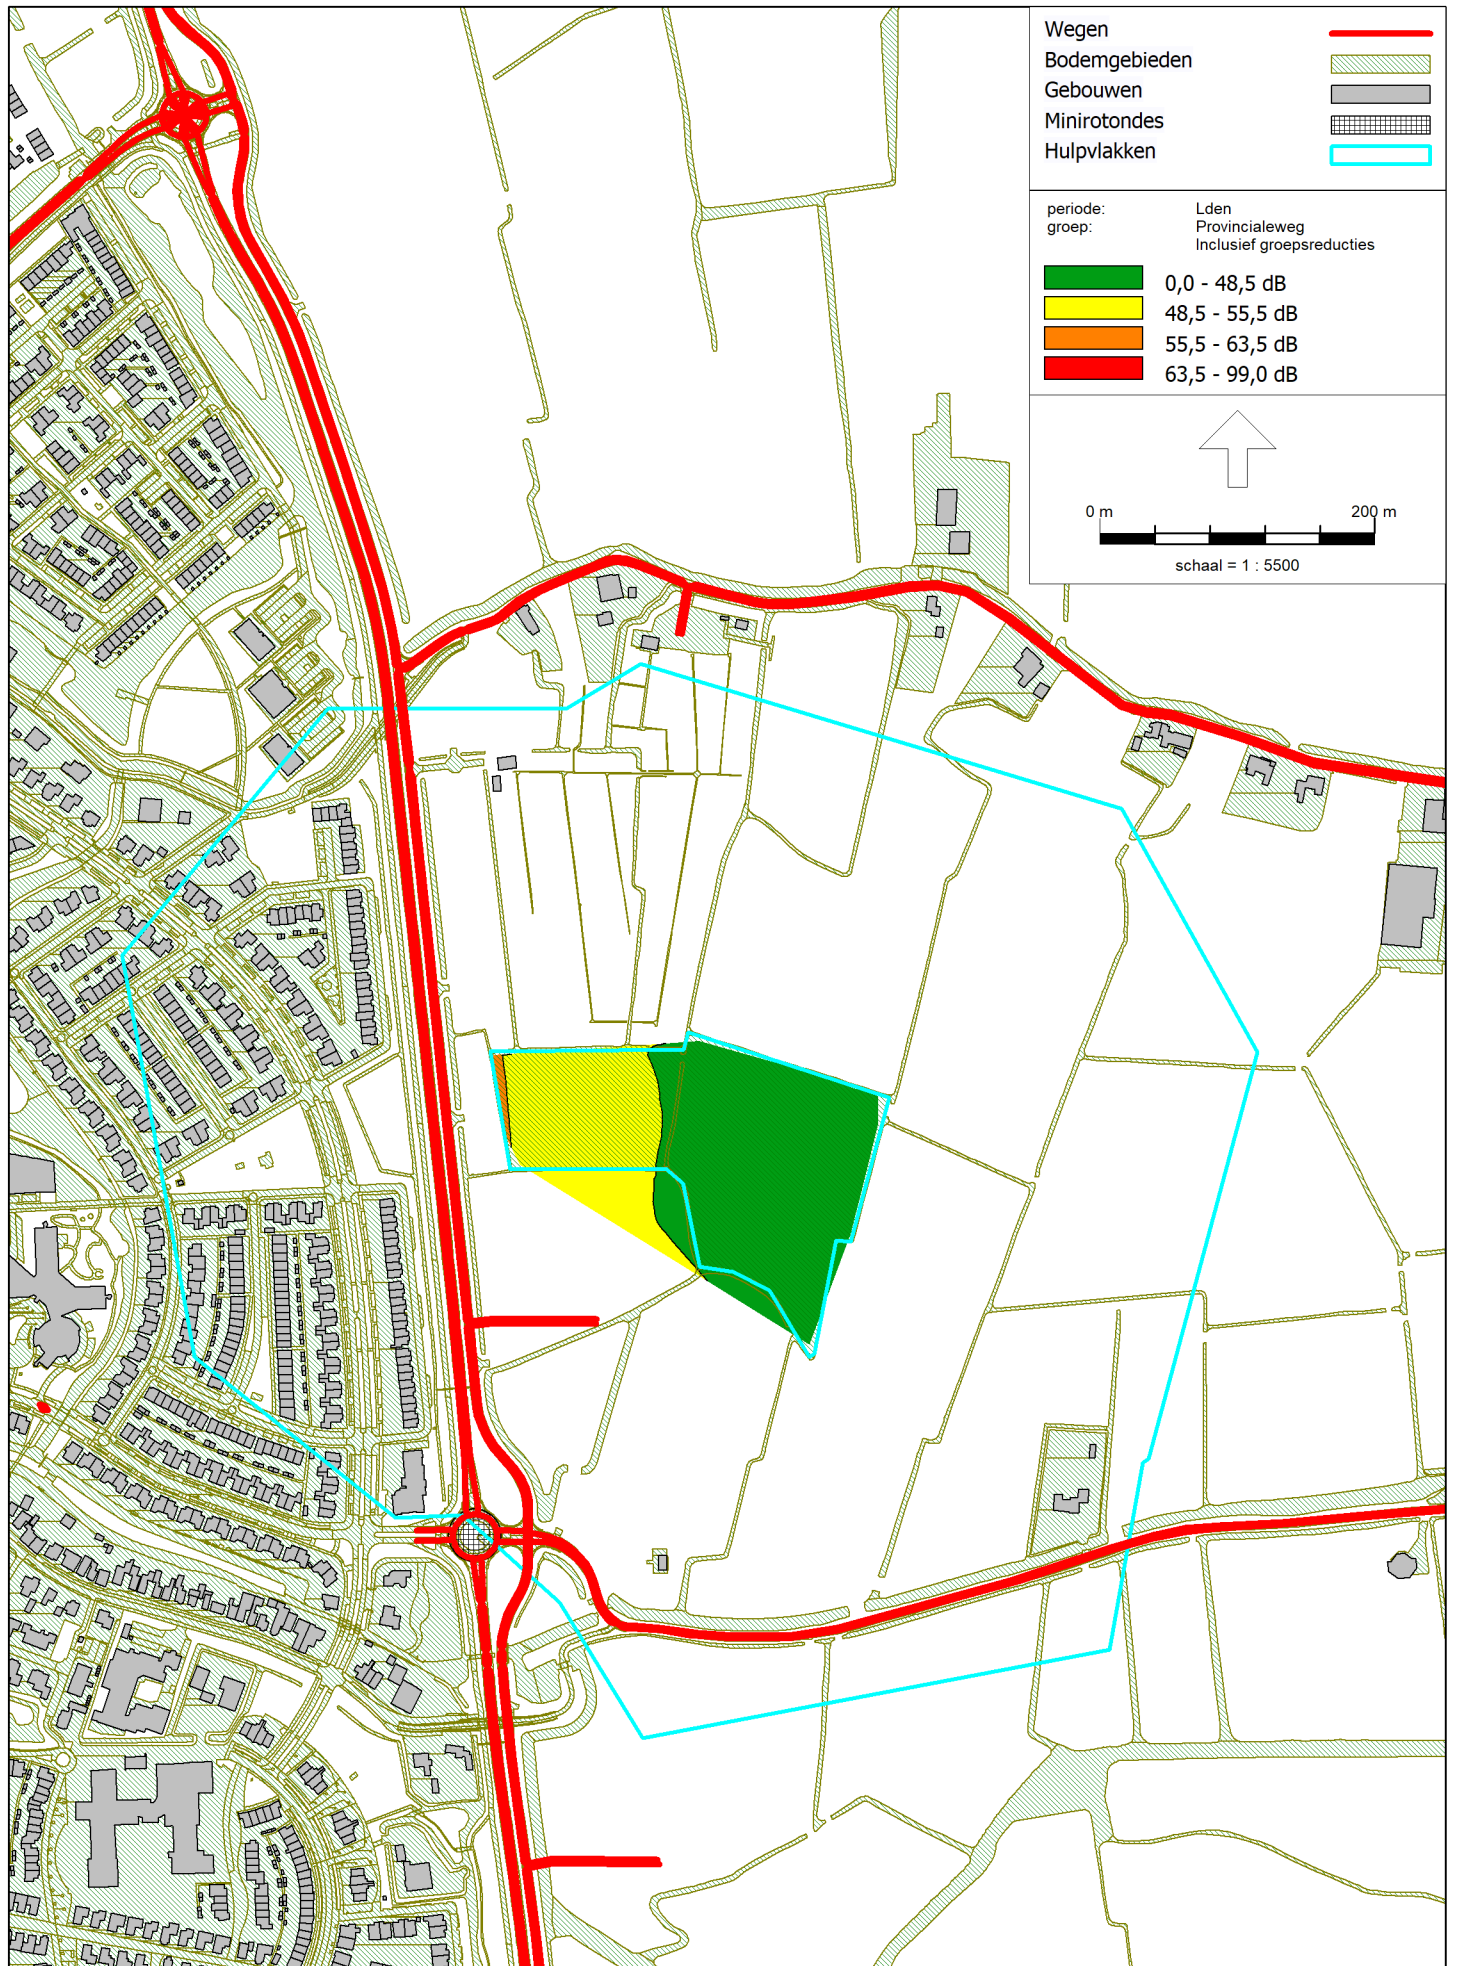 Wegen
Bodemgebieden
Gebouwen
Minirotondes
Hulpvlakken
periode: Lden
groep: Provincialeweg
Inclusief groepsreducties
0,0 - 48,5 dB
48,5 - 55,5 dB
55,5 - 63,5 dB
63,5 - 99,0 dB
0 m 200 m
schaal = 1 : 5500